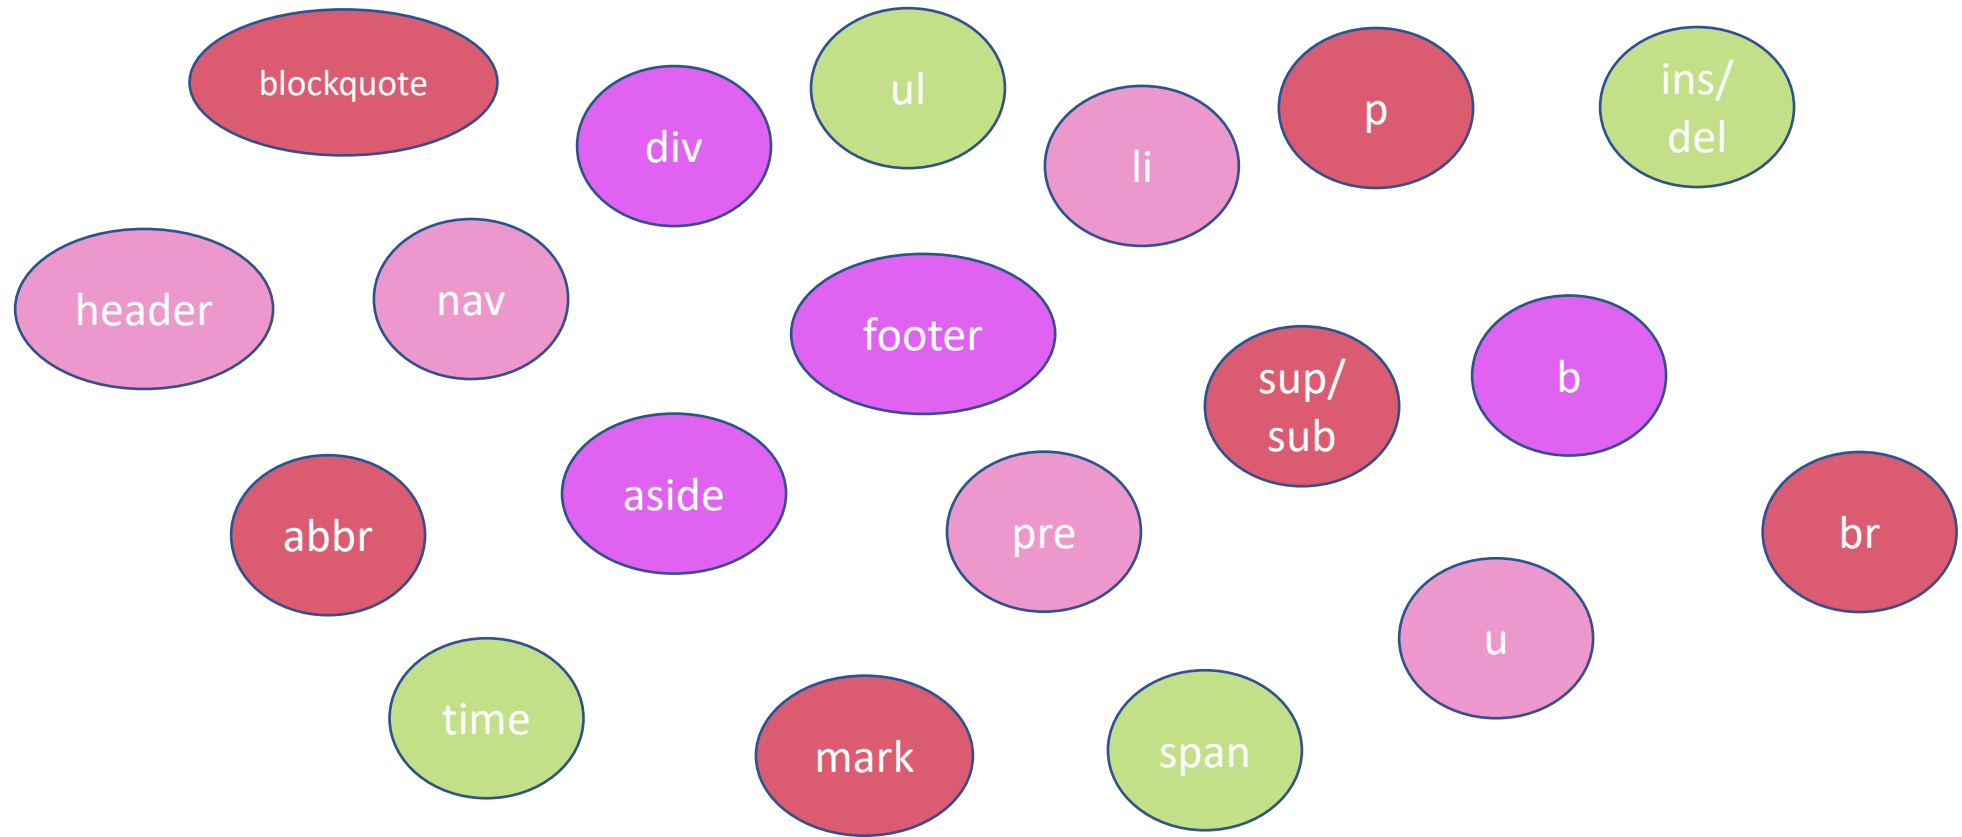 blockquote
div
ul
li
p
ins/
del
header
nav
footer
sup/
sub
b
abbr
aside
pre
br
u
time
mark
span